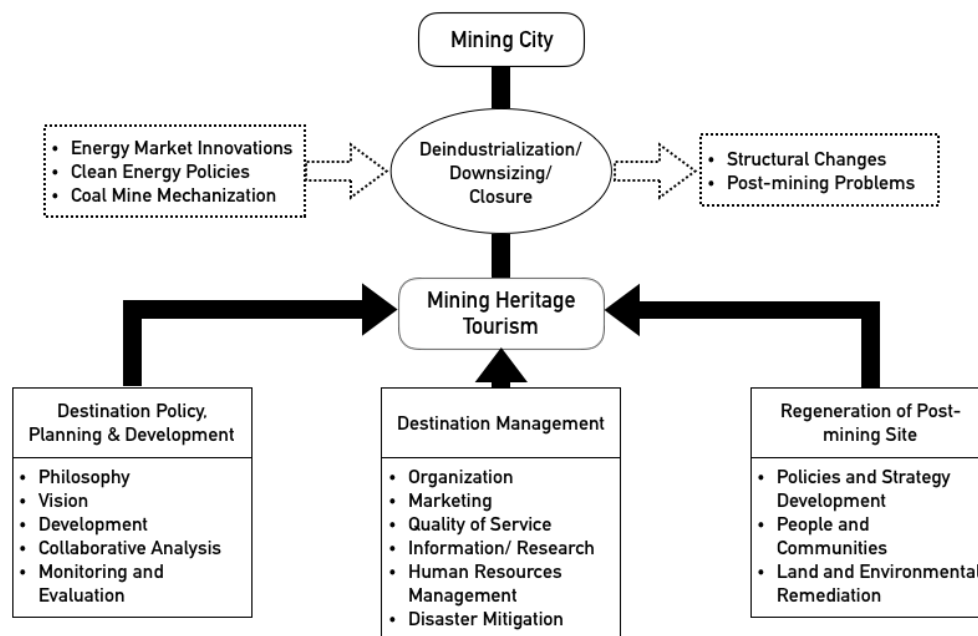 Mining City
• Energy Market Innovations
• Clean Energy Policies
• Coal Mine Mechanization
Deindustrialization/
Downsizing/
Closure
• Structural Changes
• Post-mining Problems
Mining Heritage
Tourism
Destination Policy,
Planning & Development
• Philosophy
• Vision
• Development
• Collaborative Analysis
• Monitoring and
Evaluation
Destination Management
• Organization
• Marketing
• Quality of Service
• Information/ Research
• Human Resources
Management
• Disaster Mitigation
Regeneration of Post-
mining Site
• Policies and Strategy
Development
• People and
Communities
• Land and Environmental
Remediation